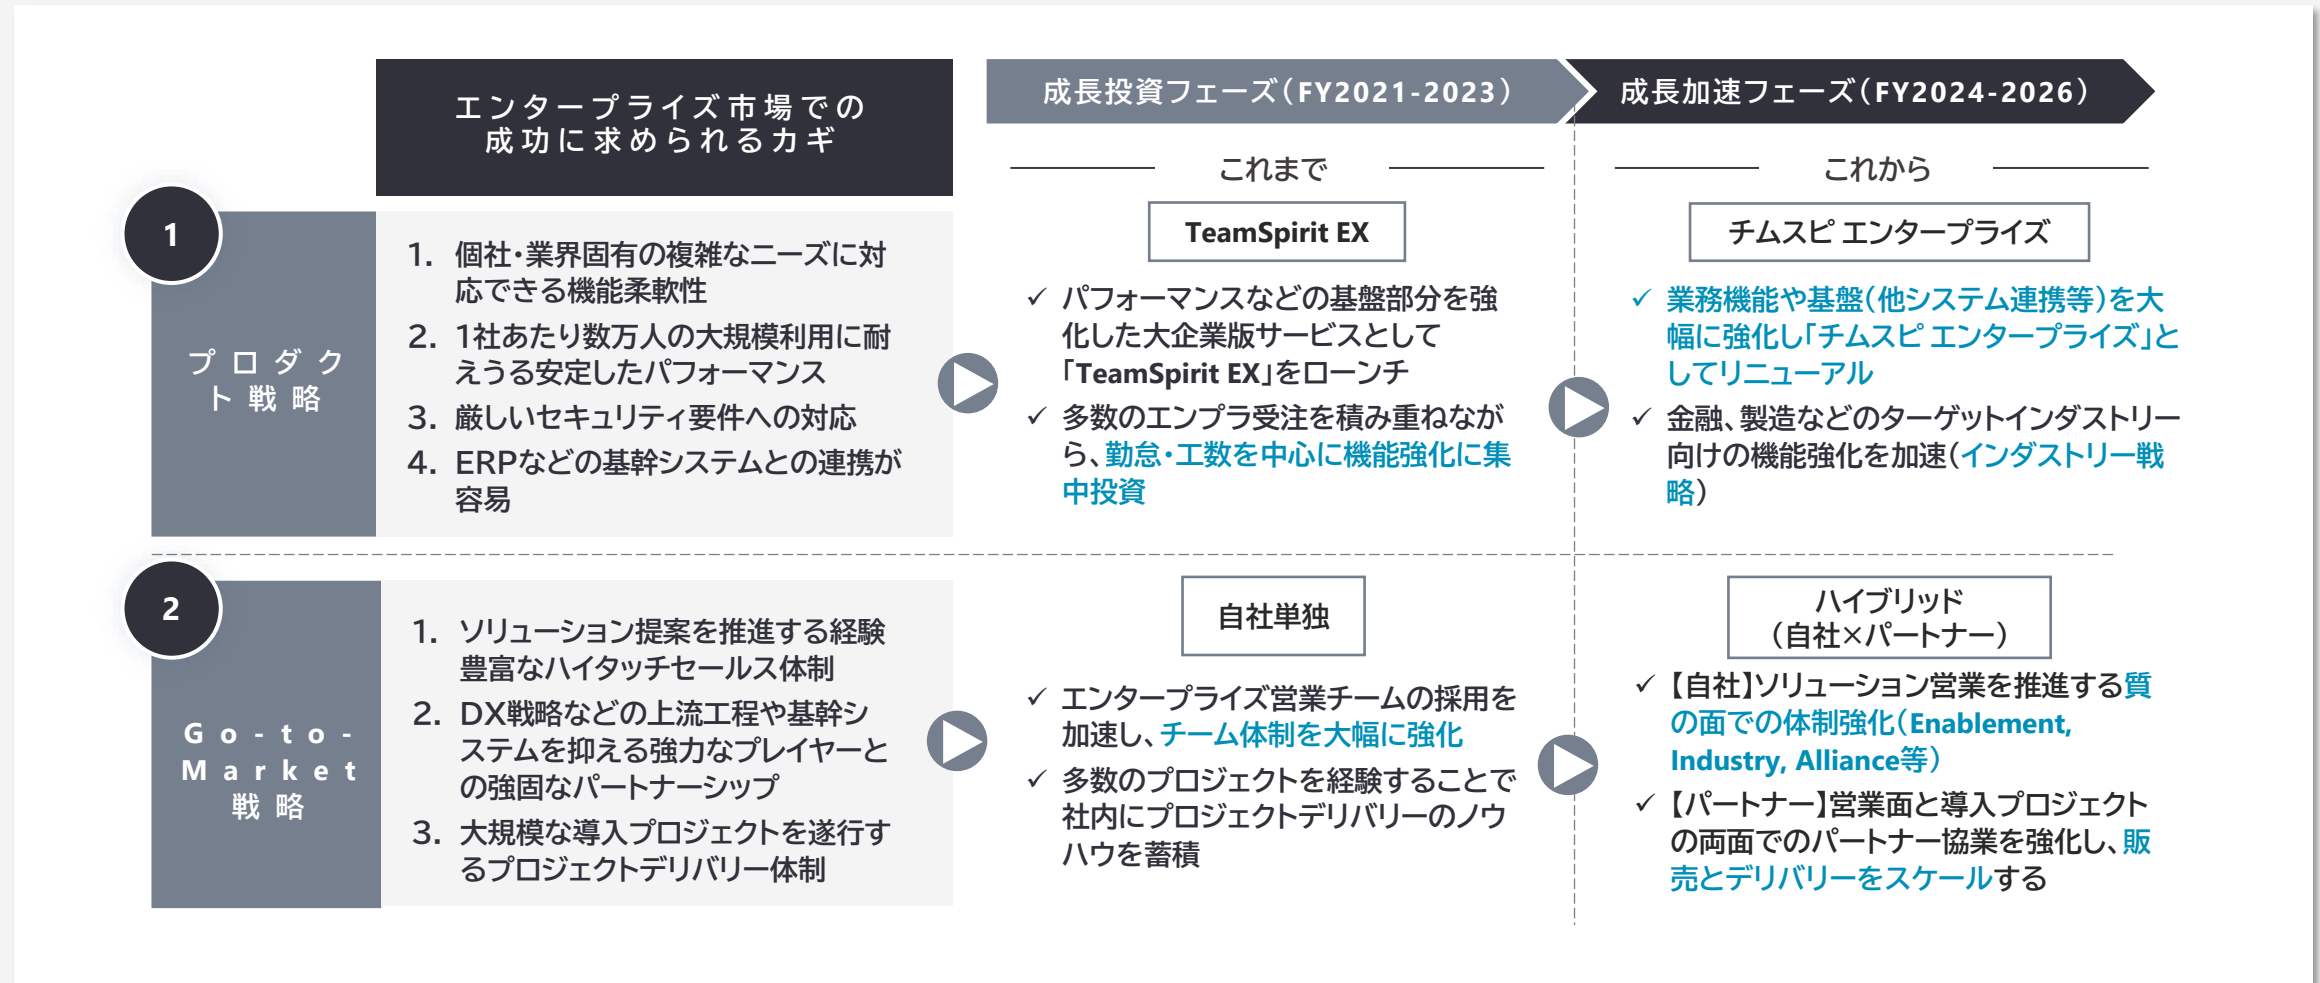 エンタープライズ市場での
成功に求められるカギ
成長投資フェーズ（FY2021-2023）
成長加速フェーズ（FY2024-2026）
これまで
これから
1
プロダク
ト戦略
1. 個社・業界固有の複雑なニーズに対
応できる機能柔軟性
2. 1社あたり数万人の大規模利用に耐
えうる安定したパフォーマンス
3. 厳しいセキュリティ要件への対応
4. ERPなどの基幹システムとの連携が
容易
TeamSpirit EX
✓ パフォーマンスなどの基盤部分を強
化した大企業版サービスとして
「TeamSpirit EX」をローンチ
✓ 多数のエンプラ受注を積み重ねなが
ら、勤怠・工数を中心に機能強化に集
中投資
チムスピ エンタープライズ
✓ 業務機能や基盤（他システム連携等）を大
幅に強化し「チムスピ エンタープライズ」と
してリニューアル
✓ 金融、製造などのターゲットインダストリー
向けの機能強化を加速（インダストリー戦
略）
2
Go-to-
Market
戦略
1. ソリューション提案を推進する経験
豊富なハイタッチセールス体制
2. DX戦略などの上流工程や基幹シ
ステムを抑える強力なプレイヤーと
の強固なパートナーシップ
3. 大規模な導入プロジェクトを遂行す
るプロジェクトデリバリー体制
自社単独
✓ エンタープライズ営業チームの採用を
加速し、チーム体制を大幅に強化
✓ 多数のプロジェクトを経験することで
社内にプロジェクトデリバリーのノウ
ハウを蓄積
ハイブリッド
（自社×パートナー）
✓ 【自社】ソリューション営業を推進する質
の面での体制強化（Enablement,
Industry, Alliance等）
✓ 【パートナー】営業面と導入プロジェクト
の両面でのパートナー協業を強化し、販
売とデリバリーをスケールする